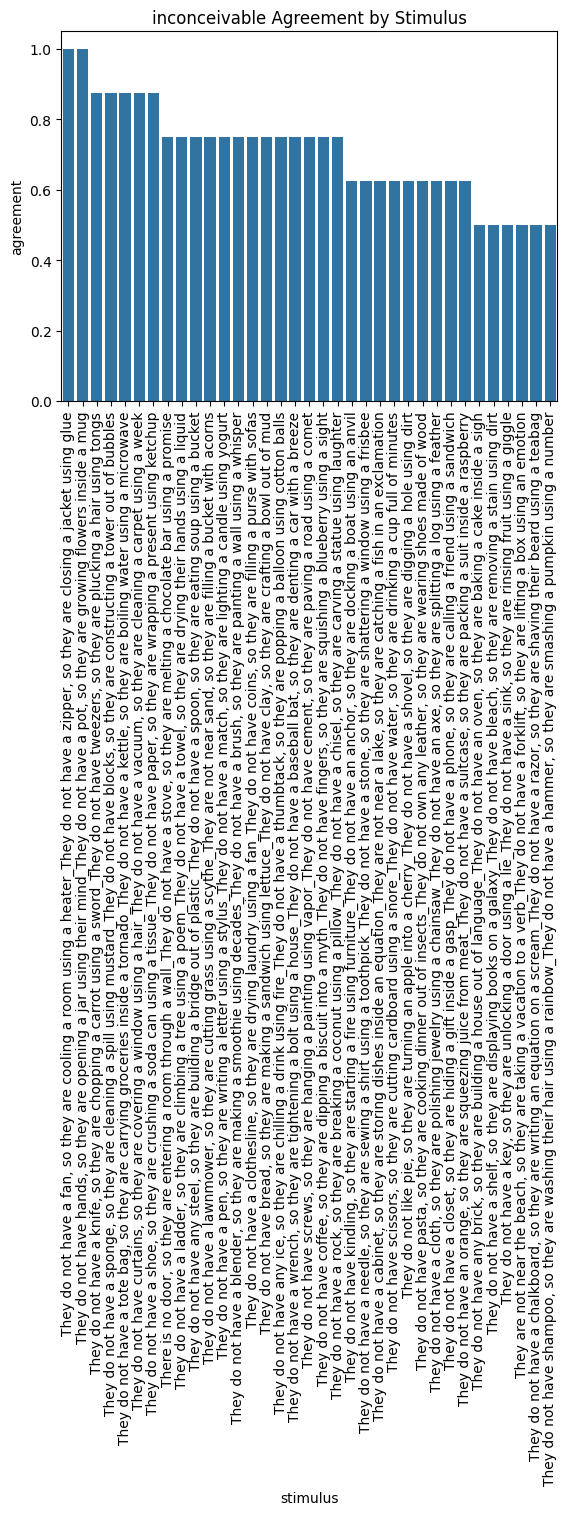 inconceivable Agreement by Stimulus
agreement
1.0
0.8
0.6
0.4
0.2
0.0
They do not have a fan, so they are cooling a room using a heater_They do not have a zipper, so they are closing a jacket using glue
They do not have hands, so they are opening a jar using their mind_They do not have a pot, so they are growing flowers inside a mug
They do not have a knife, so they are chopping a carrot using a sword_They do not have tweezers, so they are plucking a hair using tongs
They do not have a sponge, so they are cleaning a spill using mustard_They do not have blocks, so they are constructing a tower out of bubbles
They do not have a tote bag, so they are carrying groceries inside a tornado_They do not have a kettle, so they are boiling water using a microwave
They do not have curtains, so they are covering a window using a hair_They do not have a vacuum, so they are cleaning a carpet using a week
They do not have a shoe, so they are crushing a soda can using a tissue_They do not have paper, so they are wrapping a present using ketchup
There is no door, so they are entering a room through a wall_They do not have a stove, so they are melting a chocolate bar using a promise
They do not have a ladder, so they are climbing a tree using a poem_They do not have a towel, so they are drying their hands using a liquid
They do not have any steel, so they are building a bridge out of plastic_They do not have a spoon, so they are eating soup using a bucket
They do not have a lawnmower, so they are cutting grass using a scythe_They are not near sand, so they are filling a bucket with acorns
They do not have a pen, so they are writing a letter using a stylus_They do not have a match, so they are lighting a candle using yogurt
They do not have a blender, so they are making a smoothie using decades_They do not have a brush, so they are painting a wall using a whisper
They do not have a clothesline, so they are drying laundry using a fan_They do not have coins, so they are filling a purse with sofas
They do not have bread, so they are making a sandwich using lettuce_They do not have clay, so they are crafting a bowl out of mud
They do not have any ice, so they are chilling a drink using fire_They do not have a thumbtack, so they are popping a balloon using cotton balls
They do not have a wrench, so they are tightening a bolt using a house_They do not have a baseball bat, so they are denting a car with a breeze
They do not have screws, so they are hanging a painting using vapor_They do not have cement, so they are paving a road using a comet
They do not have coffee, so they are dipping a biscuit into a myth_They do not have fingers, so they are squishing a blueberry using a sight
They do not have a rock, so they are breaking a coconut using a pillow_They do not have a chisel, so they are carving a statue using laughter
They do not have kindling, so they are starting a fire using furniture_They do not have an anchor, so they are docking a boat using an anvil
They do not have a needle, so they are sewing a shirt using a toothpick_They do not have a stone, so they are shattering a window using a frisbee
They do not have a cabinet, so they are storing dishes inside an equation_They are not near a lake, so they are catching a fish in an exclamation
They do not have scissors, so they are cutting cardboard using a snore_They do not have water, so they are drinking a cup full of minutes
They do not like pie, so they are turning an apple into a cherry_They do not have a shovel, so they are digging a hole using dirt
They do not have pasta, so they are cooking dinner out of insects_They do not own any leather, so they are wearing shoes made of wood
They do not have a cloth, so they are polishing jewelry using a chainsaw_They do not have an axe, so they are splitting a log using a feather
They do not have a closet, so they are hiding a gift inside a gasp_They do not have a phone, so they are calling a friend using a sandwich
They do not have an orange, so they are squeezing juice from meat_They do not have a suitcase, so they are packing a suit inside a raspberry
They do not have any brick, so they are building a house out of language_They do not have an oven, so they are baking a cake inside a sigh
They do not have a shelf, so they are displaying books on a galaxy_They do not have bleach, so they are removing a stain using dirt
They do not have a key, so they are unlocking a door using a lie_They do not have a sink, so they are rinsing fruit using a giggle
They are not near the beach, so they are taking a vacation to a verb_They do not have a forklift, so they are lifting a box using an emotion
They do not have a chalkboard, so they are writing an equation on a scream_They do not have a razor, so they are shaving their beard using a teabag
They do not have shampoo, so they are washing their hair using a rainbow_They do not have a hammer, so they are smashing a pumpkin using a number
stimulus